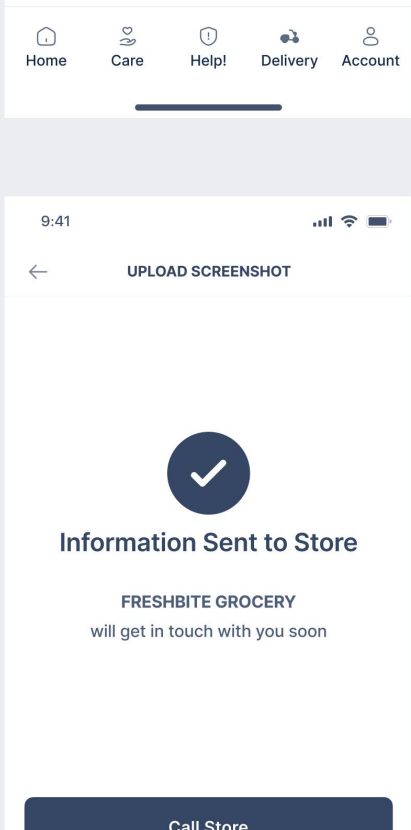 Home Care Help! Delivery Account
9:41
UPLOAD SCREENSHOT
Information Sent to Store
FRESHBITE GROCERY
will get in touch with you soon
Call Store